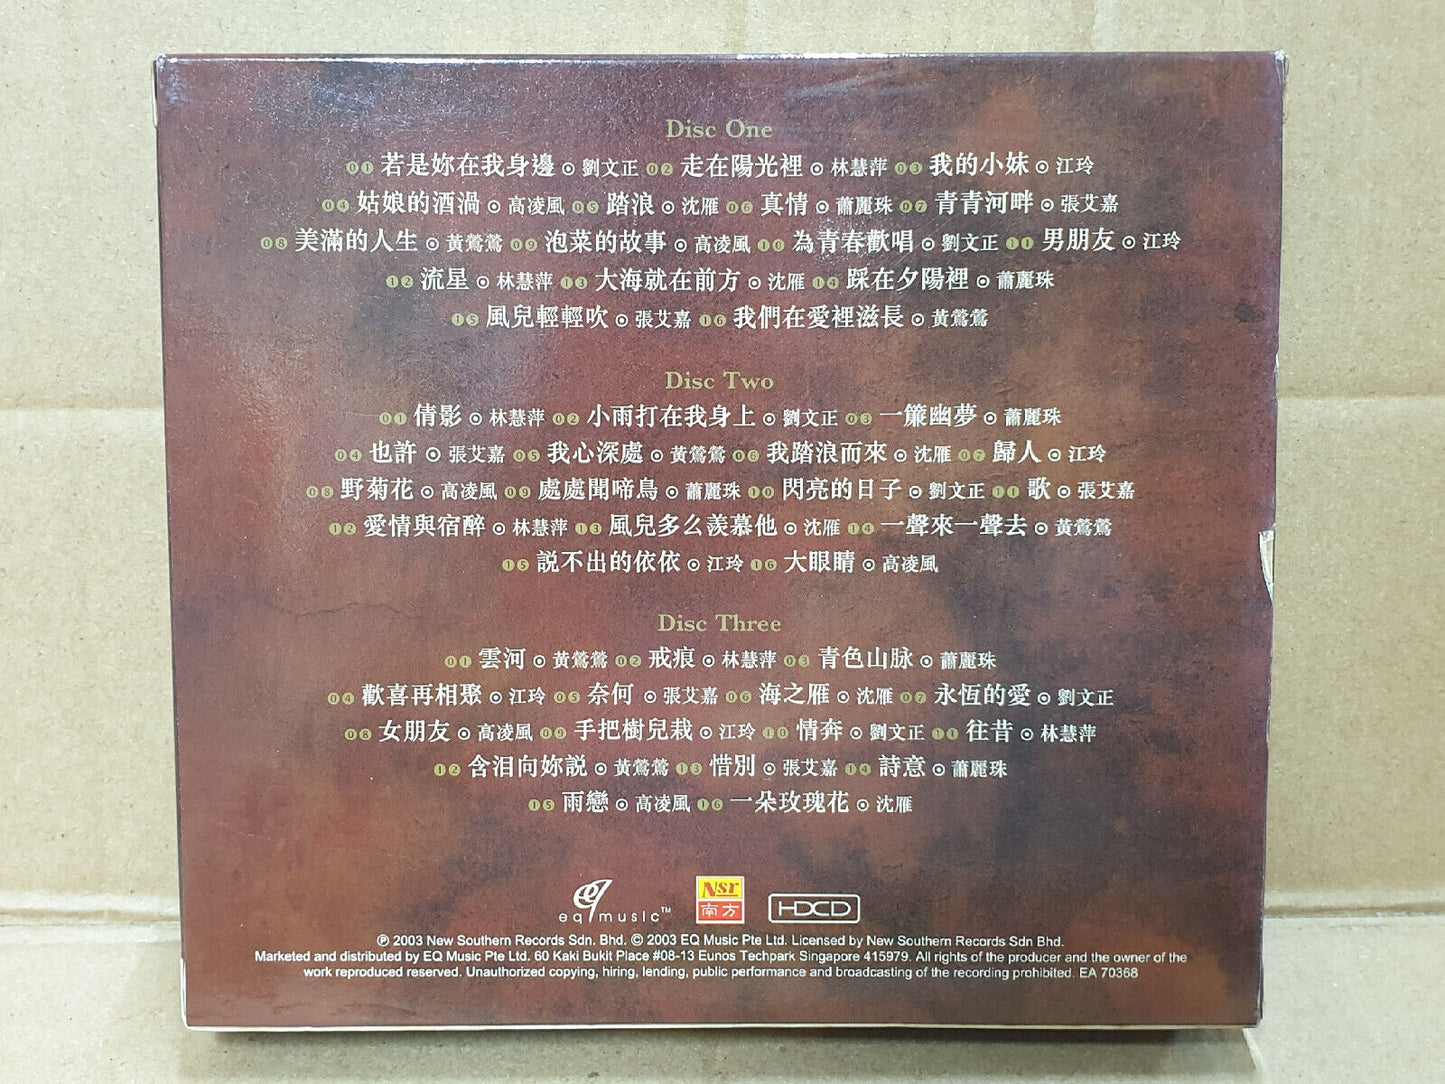 Disc One
01 若是妳在我身邊 ⊙ 劉文正 02 走在陽光裡 ⊙ 林慧萍 03 我的小妹 ⊙ 江玲
04 姑娘的酒渦 ⊙ 高凌風 05 踏浪 ⊙ 沈雁 06 真情 ⊙ 蕭麗珠 07 青青河畔 ⊙ 張艾嘉
08 美滿的人生 ⊙ 黃鶯鶯 09 泡菜的故事 ⊙ 高凌風 10 為青春歡唱 ⊙ 劉文正 11 男朋友 ⊙ 江玲
12 流星 ⊙ 林慧萍 13 大海就在前方 ⊙ 沈雁 14 踩在夕陽裡 ⊙ 蕭麗珠
15 風兒輕輕吹 ⊙ 張艾嘉 16 我們在愛裡滋長 ⊙ 黃鶯鶯
Disc Two
01 倩影 ⊙ 林慧萍 02 小雨打在我身上 ⊙ 劉文正 03 一簾幽夢 ⊙ 蕭麗珠
04 也許 ⊙ 張艾嘉 05 我心深處 ⊙ 黃鶯鶯 06 我踏浪而來 ⊙ 沈雁 07 歸人 ⊙ 江玲
08 野菊花 ⊙ 高凌風 09 處處聞啼鳥 ⊙ 蕭麗珠 10 閃亮的日子 ⊙ 劉文正 11 歌 ⊙ 張艾嘉
12 愛情與宿醉 ⊙ 林慧萍 13 風兒多么羨慕他 ⊙ 沈雁 14 一聲來一聲去 ⊙ 黃鶯鶯
15 説不出的依依 ⊙ 江玲 16 大眼睛 ⊙ 高凌風
Disc Three
01 雲河 ⊙ 黃鶯鶯 02 戒痕 ⊙ 林慧萍 03 青色山脉 ⊙ 蕭麗珠
04 歡喜再相聚 ⊙ 江玲 05 奈何 ⊙ 張艾嘉 06 海之雁 ⊙ 沈雁 07 永恆的愛 ⊙ 劉文正
08 女朋友 ⊙ 高凌風 09 手把樹兒栽 ⊙ 江玲 10 情奔 ⊙ 劉文正 11 往昔 ⊙ 林慧萍
12 含泪向妳説 ⊙ 黃鶯鶯 13 惜別 ⊙ 張艾嘉 14 詩意 ⊙ 蕭麗珠
15 雨戀 ⊙ 高凌風 16 一朵玫瑰花 ⊙ 沈雁
eq music™ Nsr 南方 HDCD
℗ 2003 New Southern Records Sdn. Bhd. © 2003 EQ Music Pte Ltd. Licensed by New Southern Records Sdn Bhd.
Marketed and distributed by EQ Music Pte Ltd. 60 Kaki Bukit Place #08-13 Eunos Techpark Singapore 415979. All rights of the producer and the owner of the
work reproduced reserved. Unauthorized copying, hiring, lending, public performance and broadcasting of the recording prohibited. EA 70368